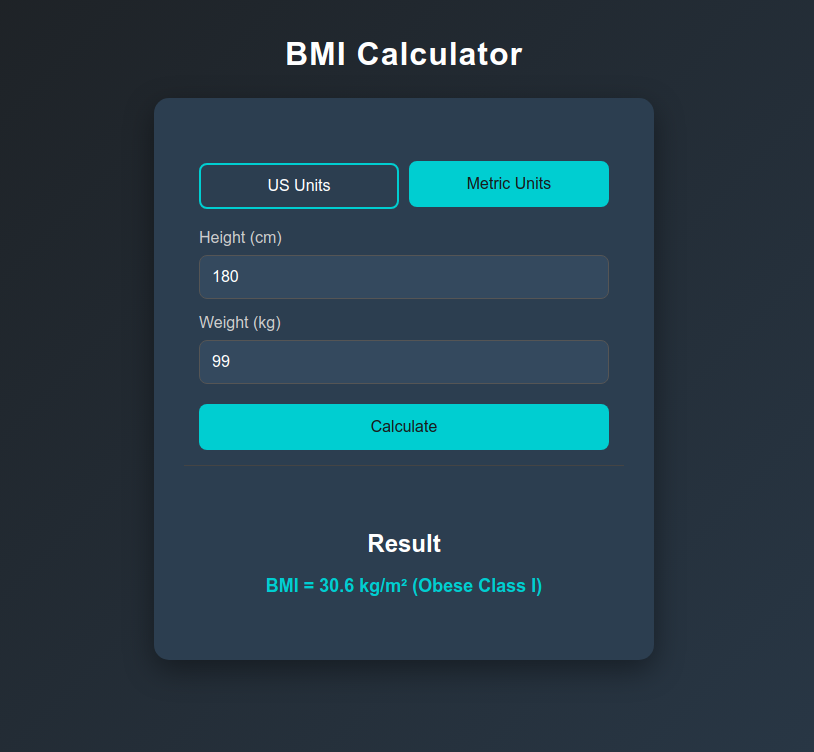 BMI Calculator
US Units
Metric Units
Height (cm)
180
Weight (kg)
99
Calculate
Result
BMI = 30.6 kg/m² (Obese Class I)